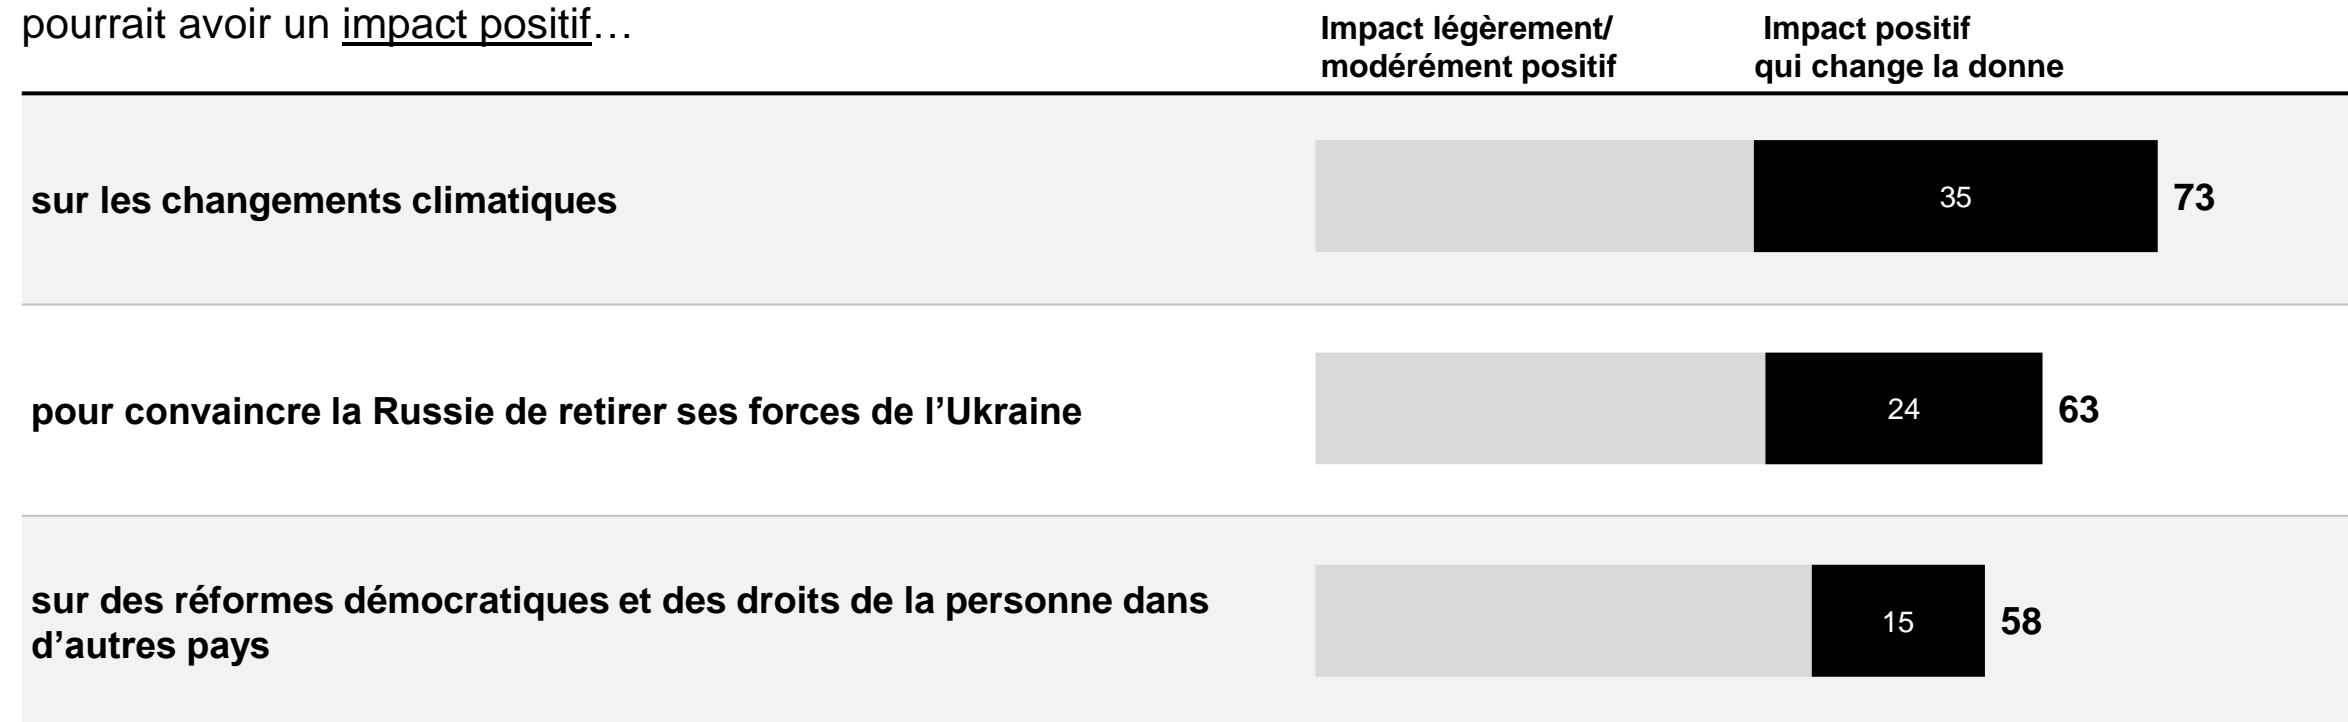 pourrait avoir un impact positif…
Impact légèrement/
modérément positif
Impact positif
qui change la donne
sur les changements climatiques
35
73
pour convaincre la Russie de retirer ses forces de l’Ukraine
24
63
sur des réformes démocratiques et des droits de la personne dans
d’autres pays
15
58